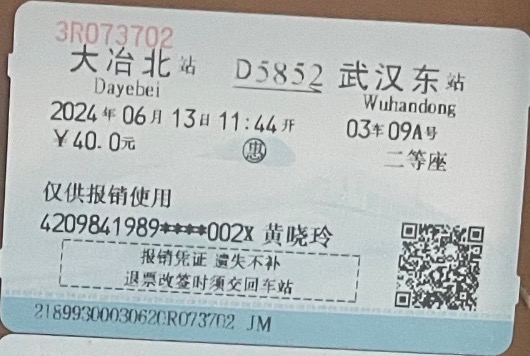 3R073702
大冶北站 D5852 武汉东站
Dayebei Wuhandong
2024年06月13日11:44开 03车09A号
￥40.0元 惠 二等座
仅供报销使用
4209841989****002X 黄晓玲
报销凭证 遗失不补
退票改签时须交回车站
21899300030620R073702 JM